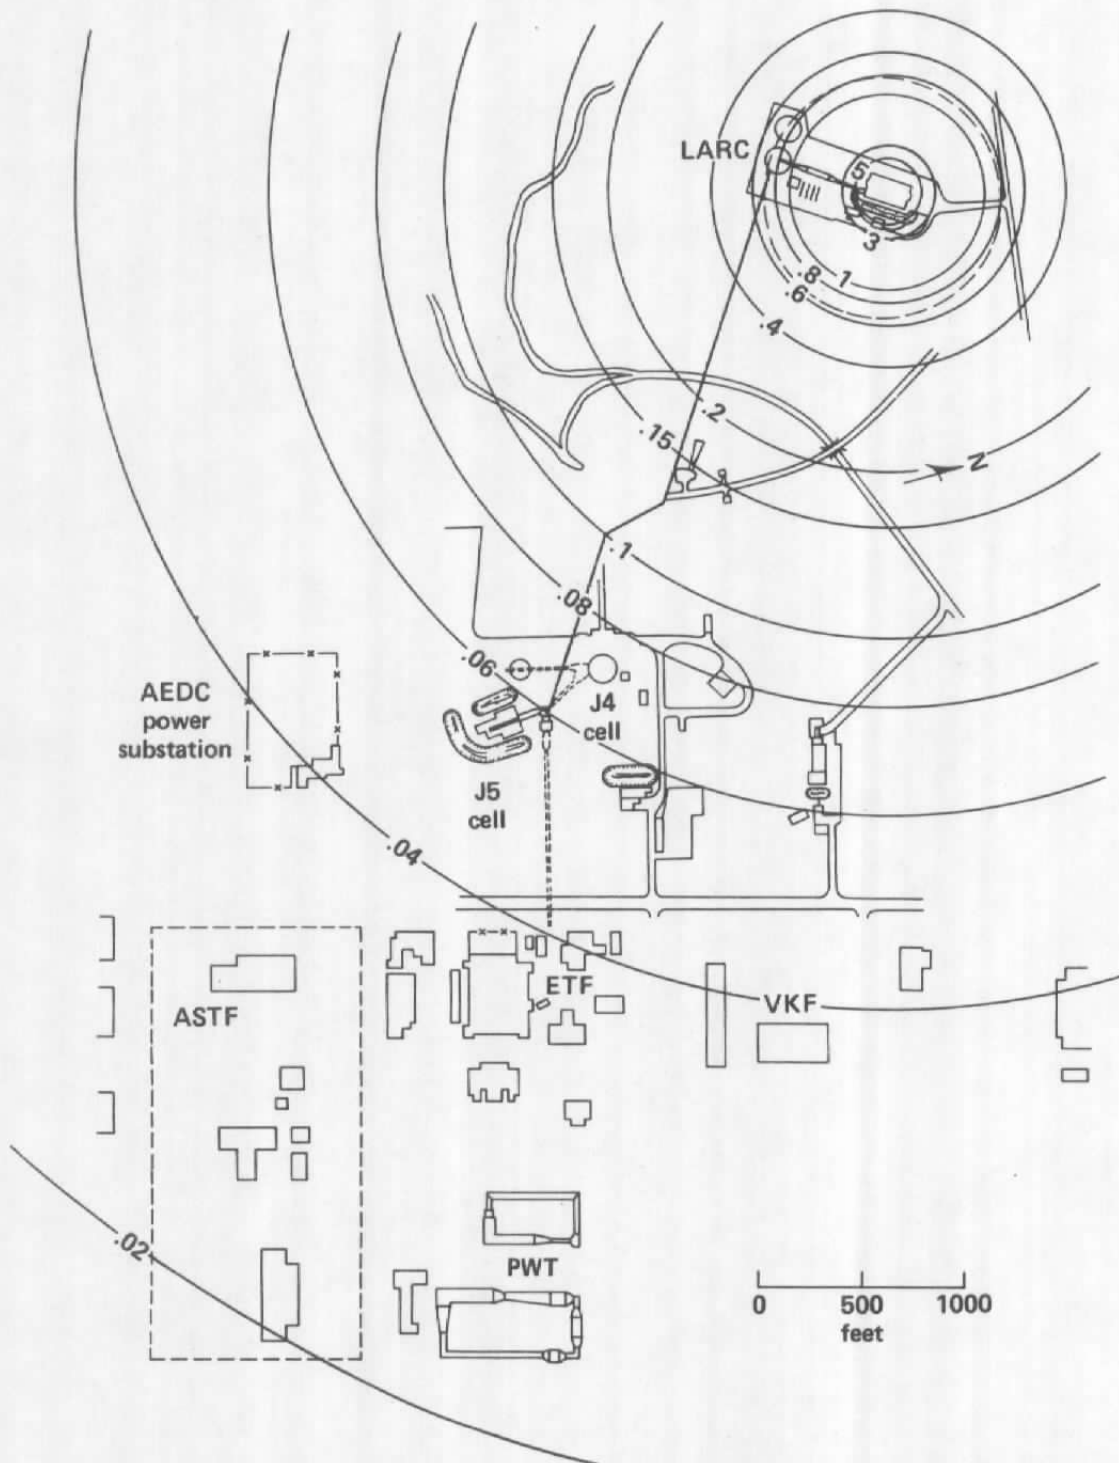 LARC
5
3
.8
1
.6
.4
.2
.15
N
.1
.08
.06
AEDC
power
substation
J4
cell
J5
cell
.04
ETF
VKF
ASTF
.02
PWT
0
500
1000
feet